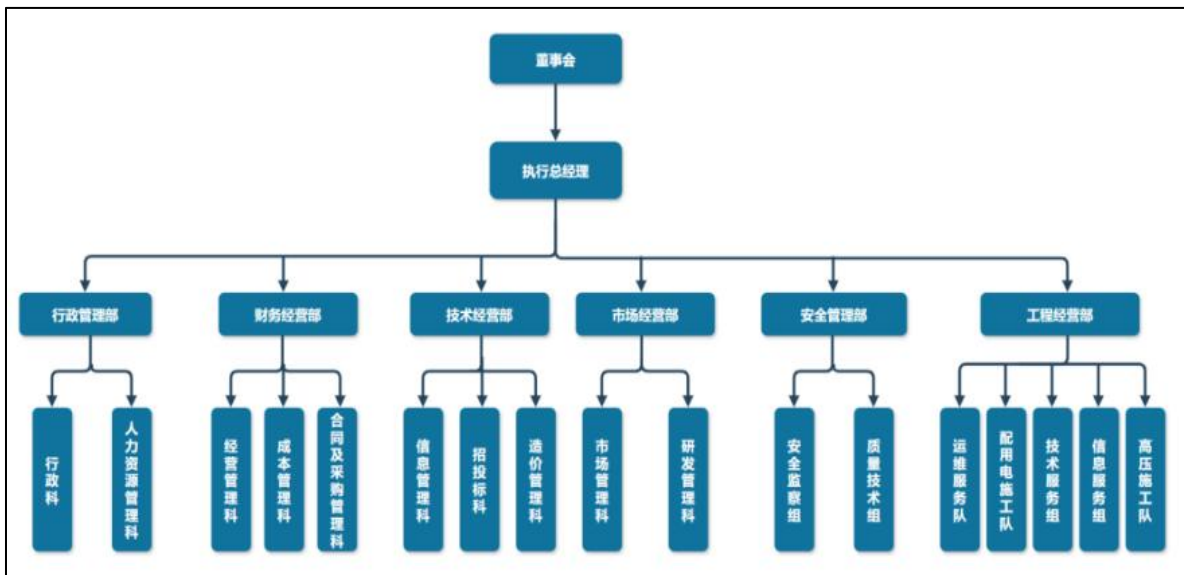 董事会
执行总经理
行政管理部
财务经营部
技术经营部
市场经营部
安全管理部
工程经营部
行政科
人力资源管理科
经营管理科
成本管理科
合同及采购管理科
信息管理科
招投标科
造价管理科
市场管理科
研发管理科
安全监察组
质量技术组
运维服务队
配用电施工队
技术服务组
信息服务组
高压施工队